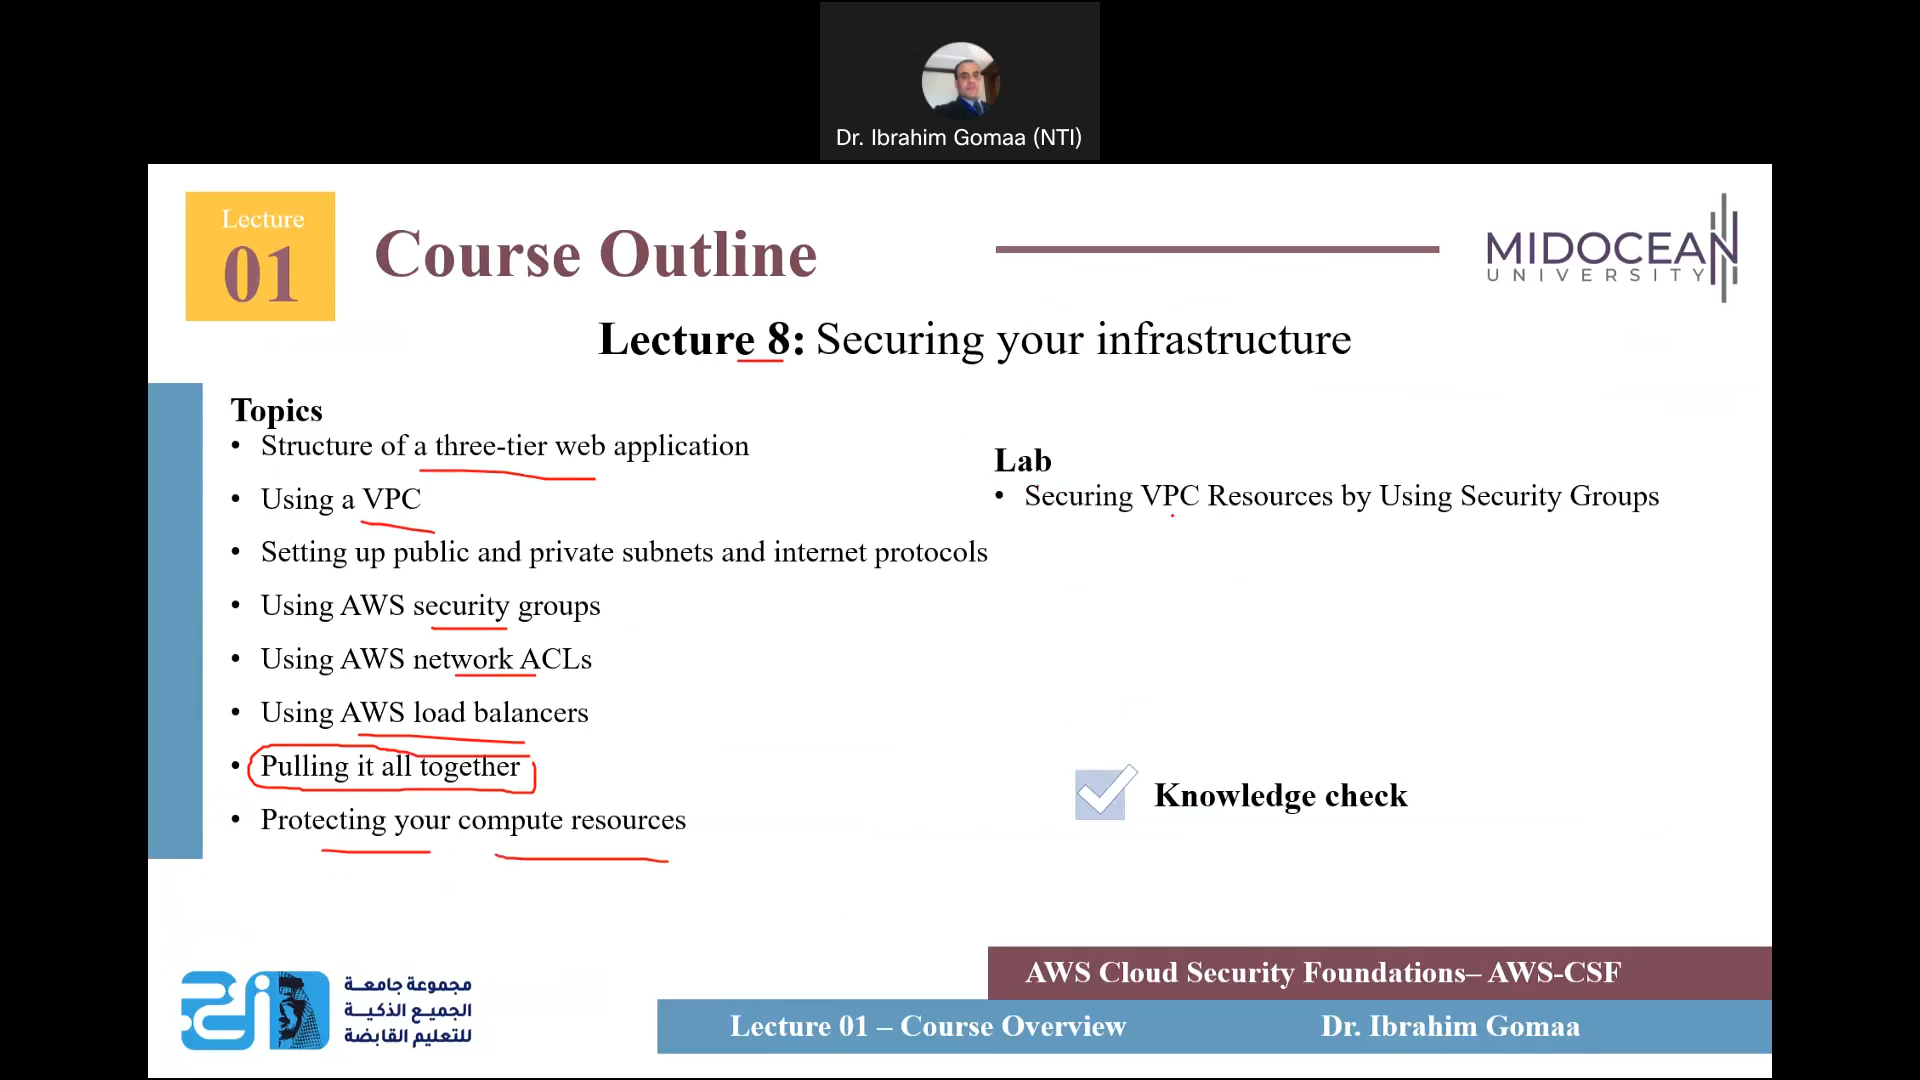 Dr. Ibrahim Gomaa (NTI)
Lecture
01
Course Outline
MIDOCEAN
UNIVERSITY
Lecture 8: Securing your infrastructure
Topics
• Structure of a three-tier web application
• Using a VPC
• Setting up public and private subnets and internet protocols
• Using AWS security groups
• Using AWS network ACLs
• Using AWS load balancers
• Pulling it all together
• Protecting your compute resources
Lab
• Securing VPC Resources by Using Security Groups
Knowledge check
مجموعة جامعة
الجميع الذكية
للتعليم القابضة
AWS Cloud Security Foundations– AWS-CSF
Lecture 01 – Course Overview
Dr. Ibrahim Gomaa